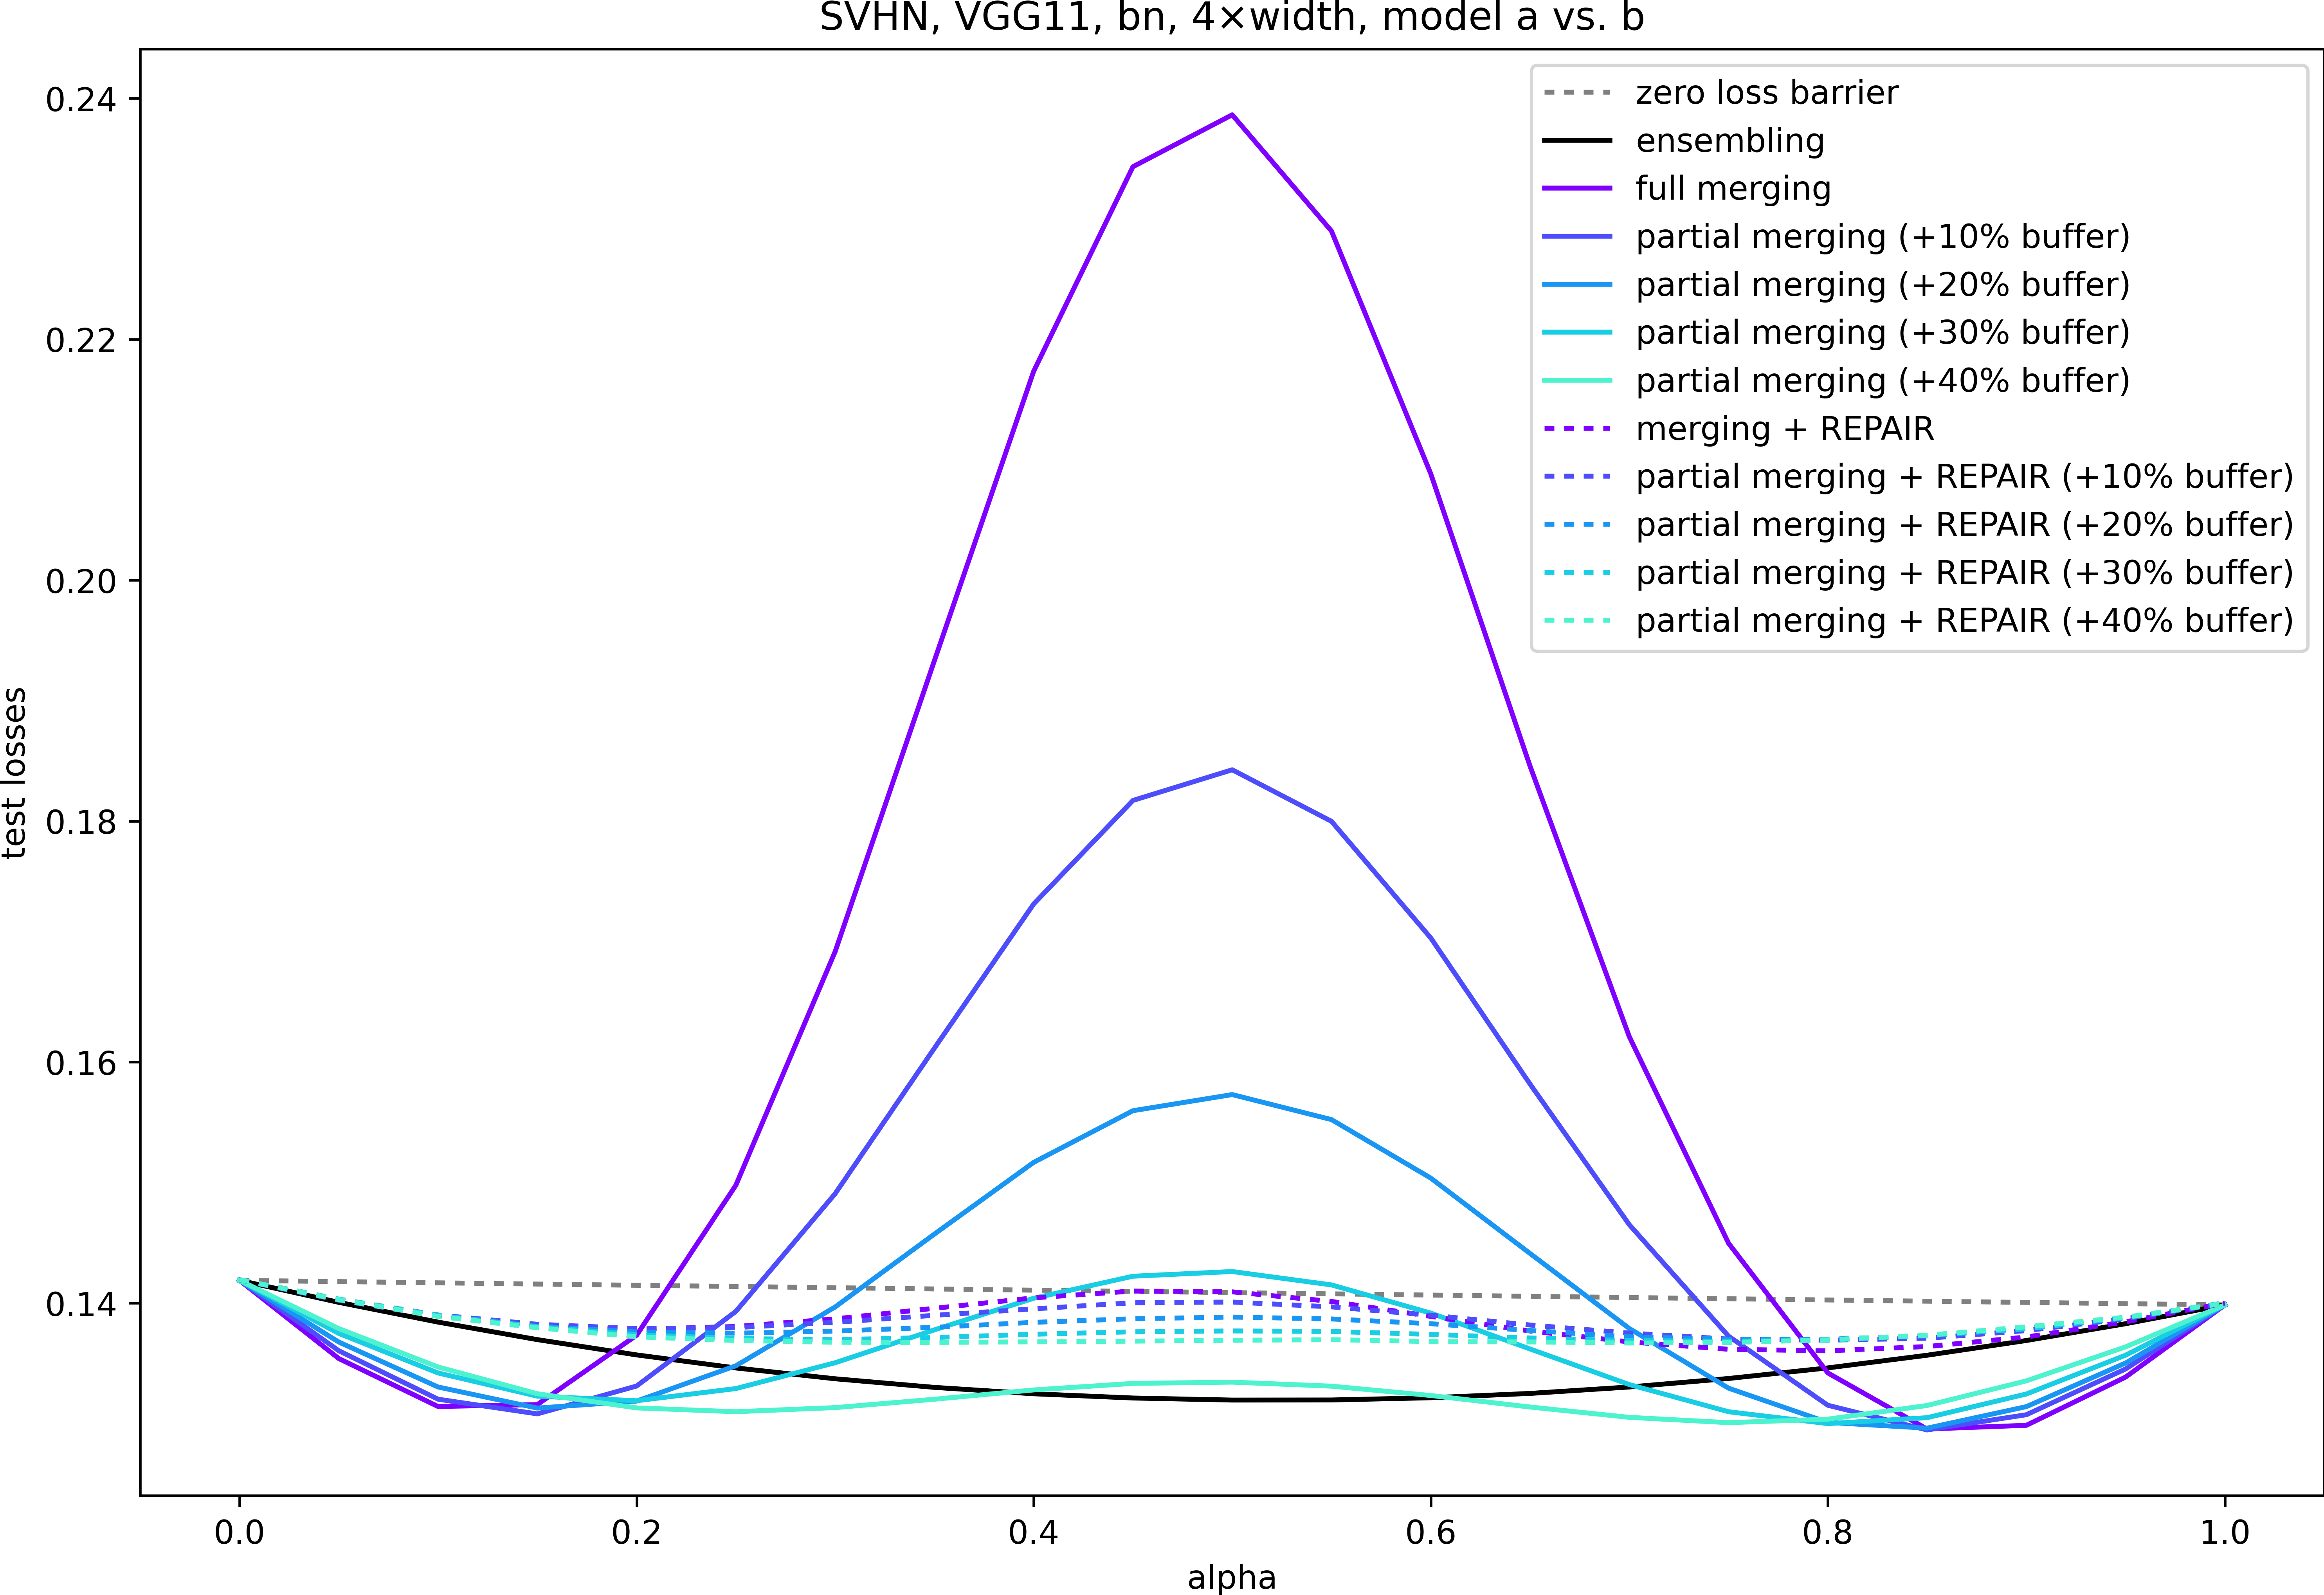 SVHN, VGG11, bn, 4×width, model a vs. b
0.24
0.22
0.20
0.18
0.16
0.14
test losses
zero loss barrier
ensembling
full merging
partial merging (+10% buffer)
partial merging (+20% buffer)
partial merging (+30% buffer)
partial merging (+40% buffer)
merging + REPAIR
partial merging + REPAIR (+10% buffer)
partial merging + REPAIR (+20% buffer)
partial merging + REPAIR (+30% buffer)
partial merging + REPAIR (+40% buffer)
0.0 0.2 0.4 0.6 0.8 1.0
alpha